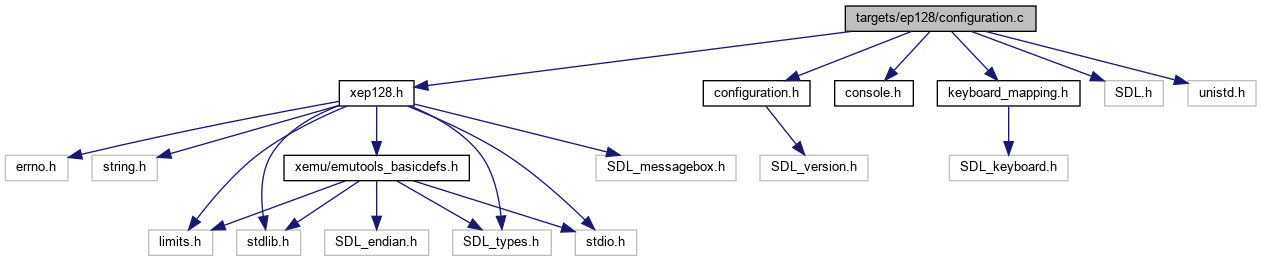 targets/ep128/configuration.c
xep128.h
configuration.h
console.h
keyboard_mapping.h
SDL.h
unistd.h
errno.h
string.h
xemu/emutools_basicdefs.h
SDL_messagebox.h
SDL_version.h
SDL_keyboard.h
limits.h
stdlib.h
SDL_endian.h
SDL_types.h
stdio.h